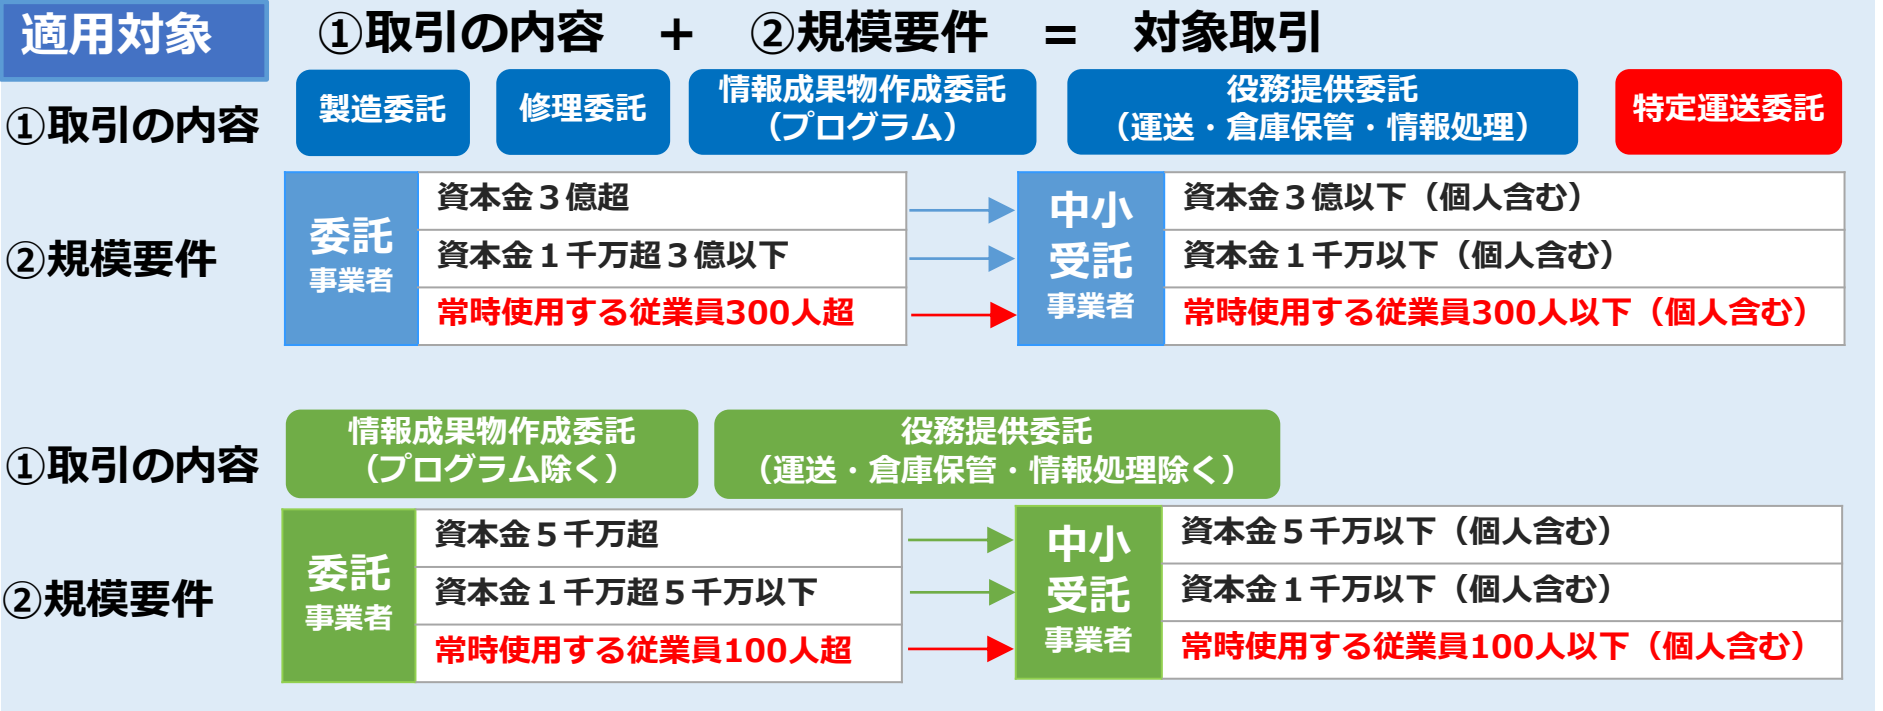 適用対象
①取引の内容 + ②規模要件 = 対象取引
①取引の内容
製造委託
修理委託
情報成果物作成委託
（プログラム）
役務提供委託
（運送・倉庫保管・情報処理）
特定運送委託
②規模要件
委託
事業者
資本金３億超
資本金１千万超３億以下
常時使用する従業員300人超
中小
受託
事業者
資本金３億以下（個人含む）
資本金１千万以下（個人含む）
常時使用する従業員300人以下（個人含む）
①取引の内容
情報成果物作成委託
（プログラム除く）
役務提供委託
（運送・倉庫保管・情報処理除く）
②規模要件
委託
事業者
資本金５千万超
資本金１千万超５千万以下
常時使用する従業員100人超
中小
受託
事業者
資本金５千万以下（個人含む）
資本金１千万以下（個人含む）
常時使用する従業員100人以下（個人含む）